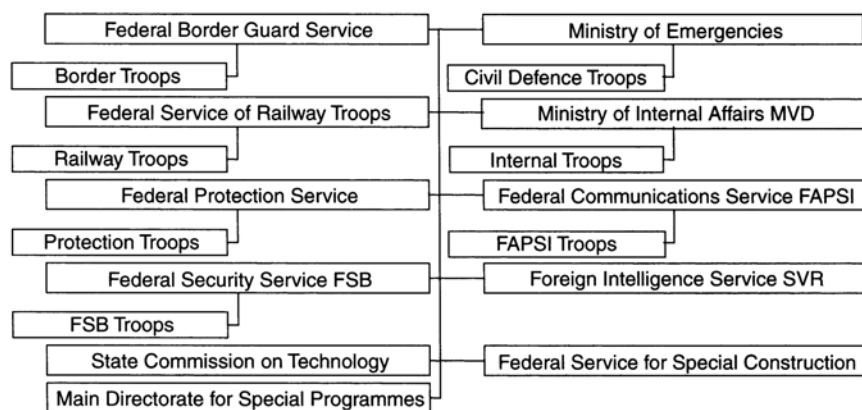 Federal Border Guard Service
Ministry of Emergencies
Border Troops
Civil Defence Troops
Federal Service of Railway Troops
Ministry of Internal Affairs MVD
Railway Troops
Internal Troops
Federal Protection Service
Federal Communications Service FAPSI
Protection Troops
FAPSI Troops
Federal Security Service FSB
Foreign Intelligence Service SVR
FSB Troops
State Commission on Technology
Federal Service for Special Construction
Main Directorate for Special Programmes